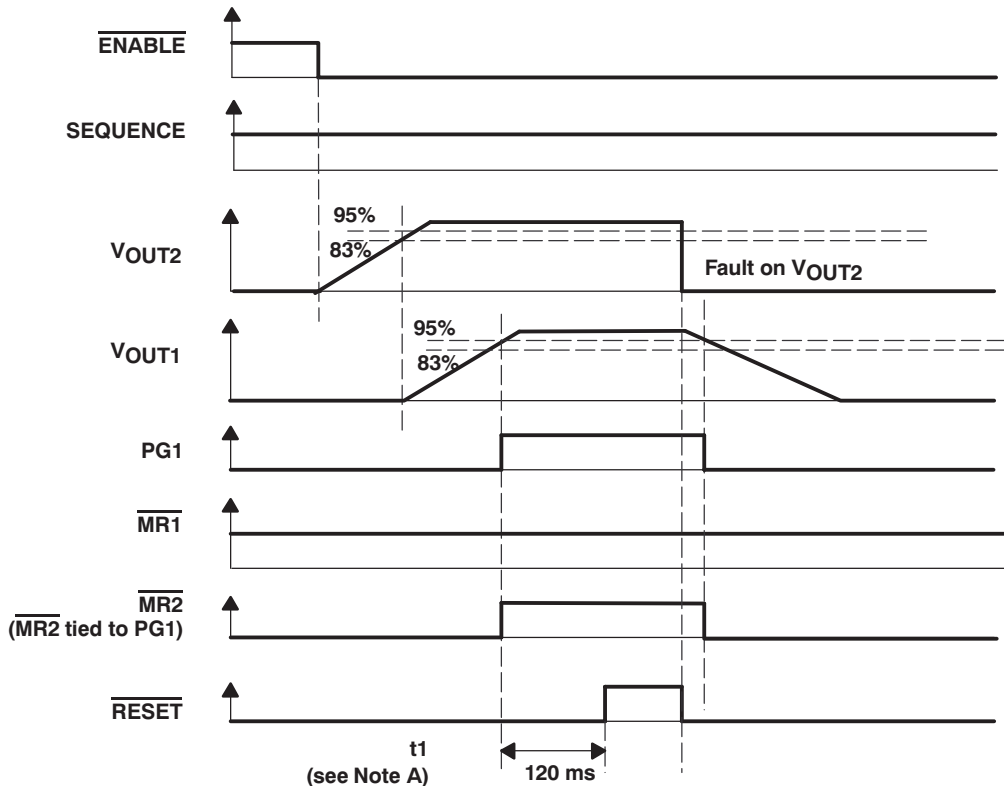 ENABLE
SEQUENCE
95%
83%
VOUT2
Fault on VOUT2
95%
83%
VOUT1
PG1
MR1
MR2
(MR2 tied to PG1)
RESET
t1
(see Note A)
120 ms